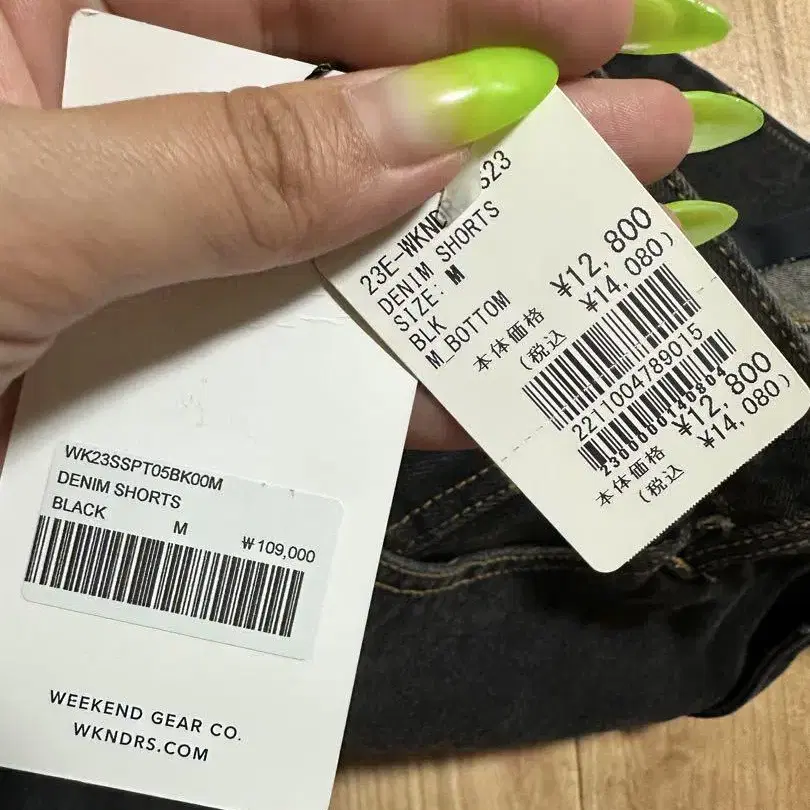 WK23SSPT05BK00M
DENIM SHORTS
BLACK M
₩109,000
WEEKEND GEAR CO.
WKNDRS.COM
DENIM SHORTS
SIZE: M
BLK
M_BOTTOM
本体価格 ¥12,800
(税込 ¥14,080)
2211004789015
本体価格 ¥12,800
(税込 ¥14,080)